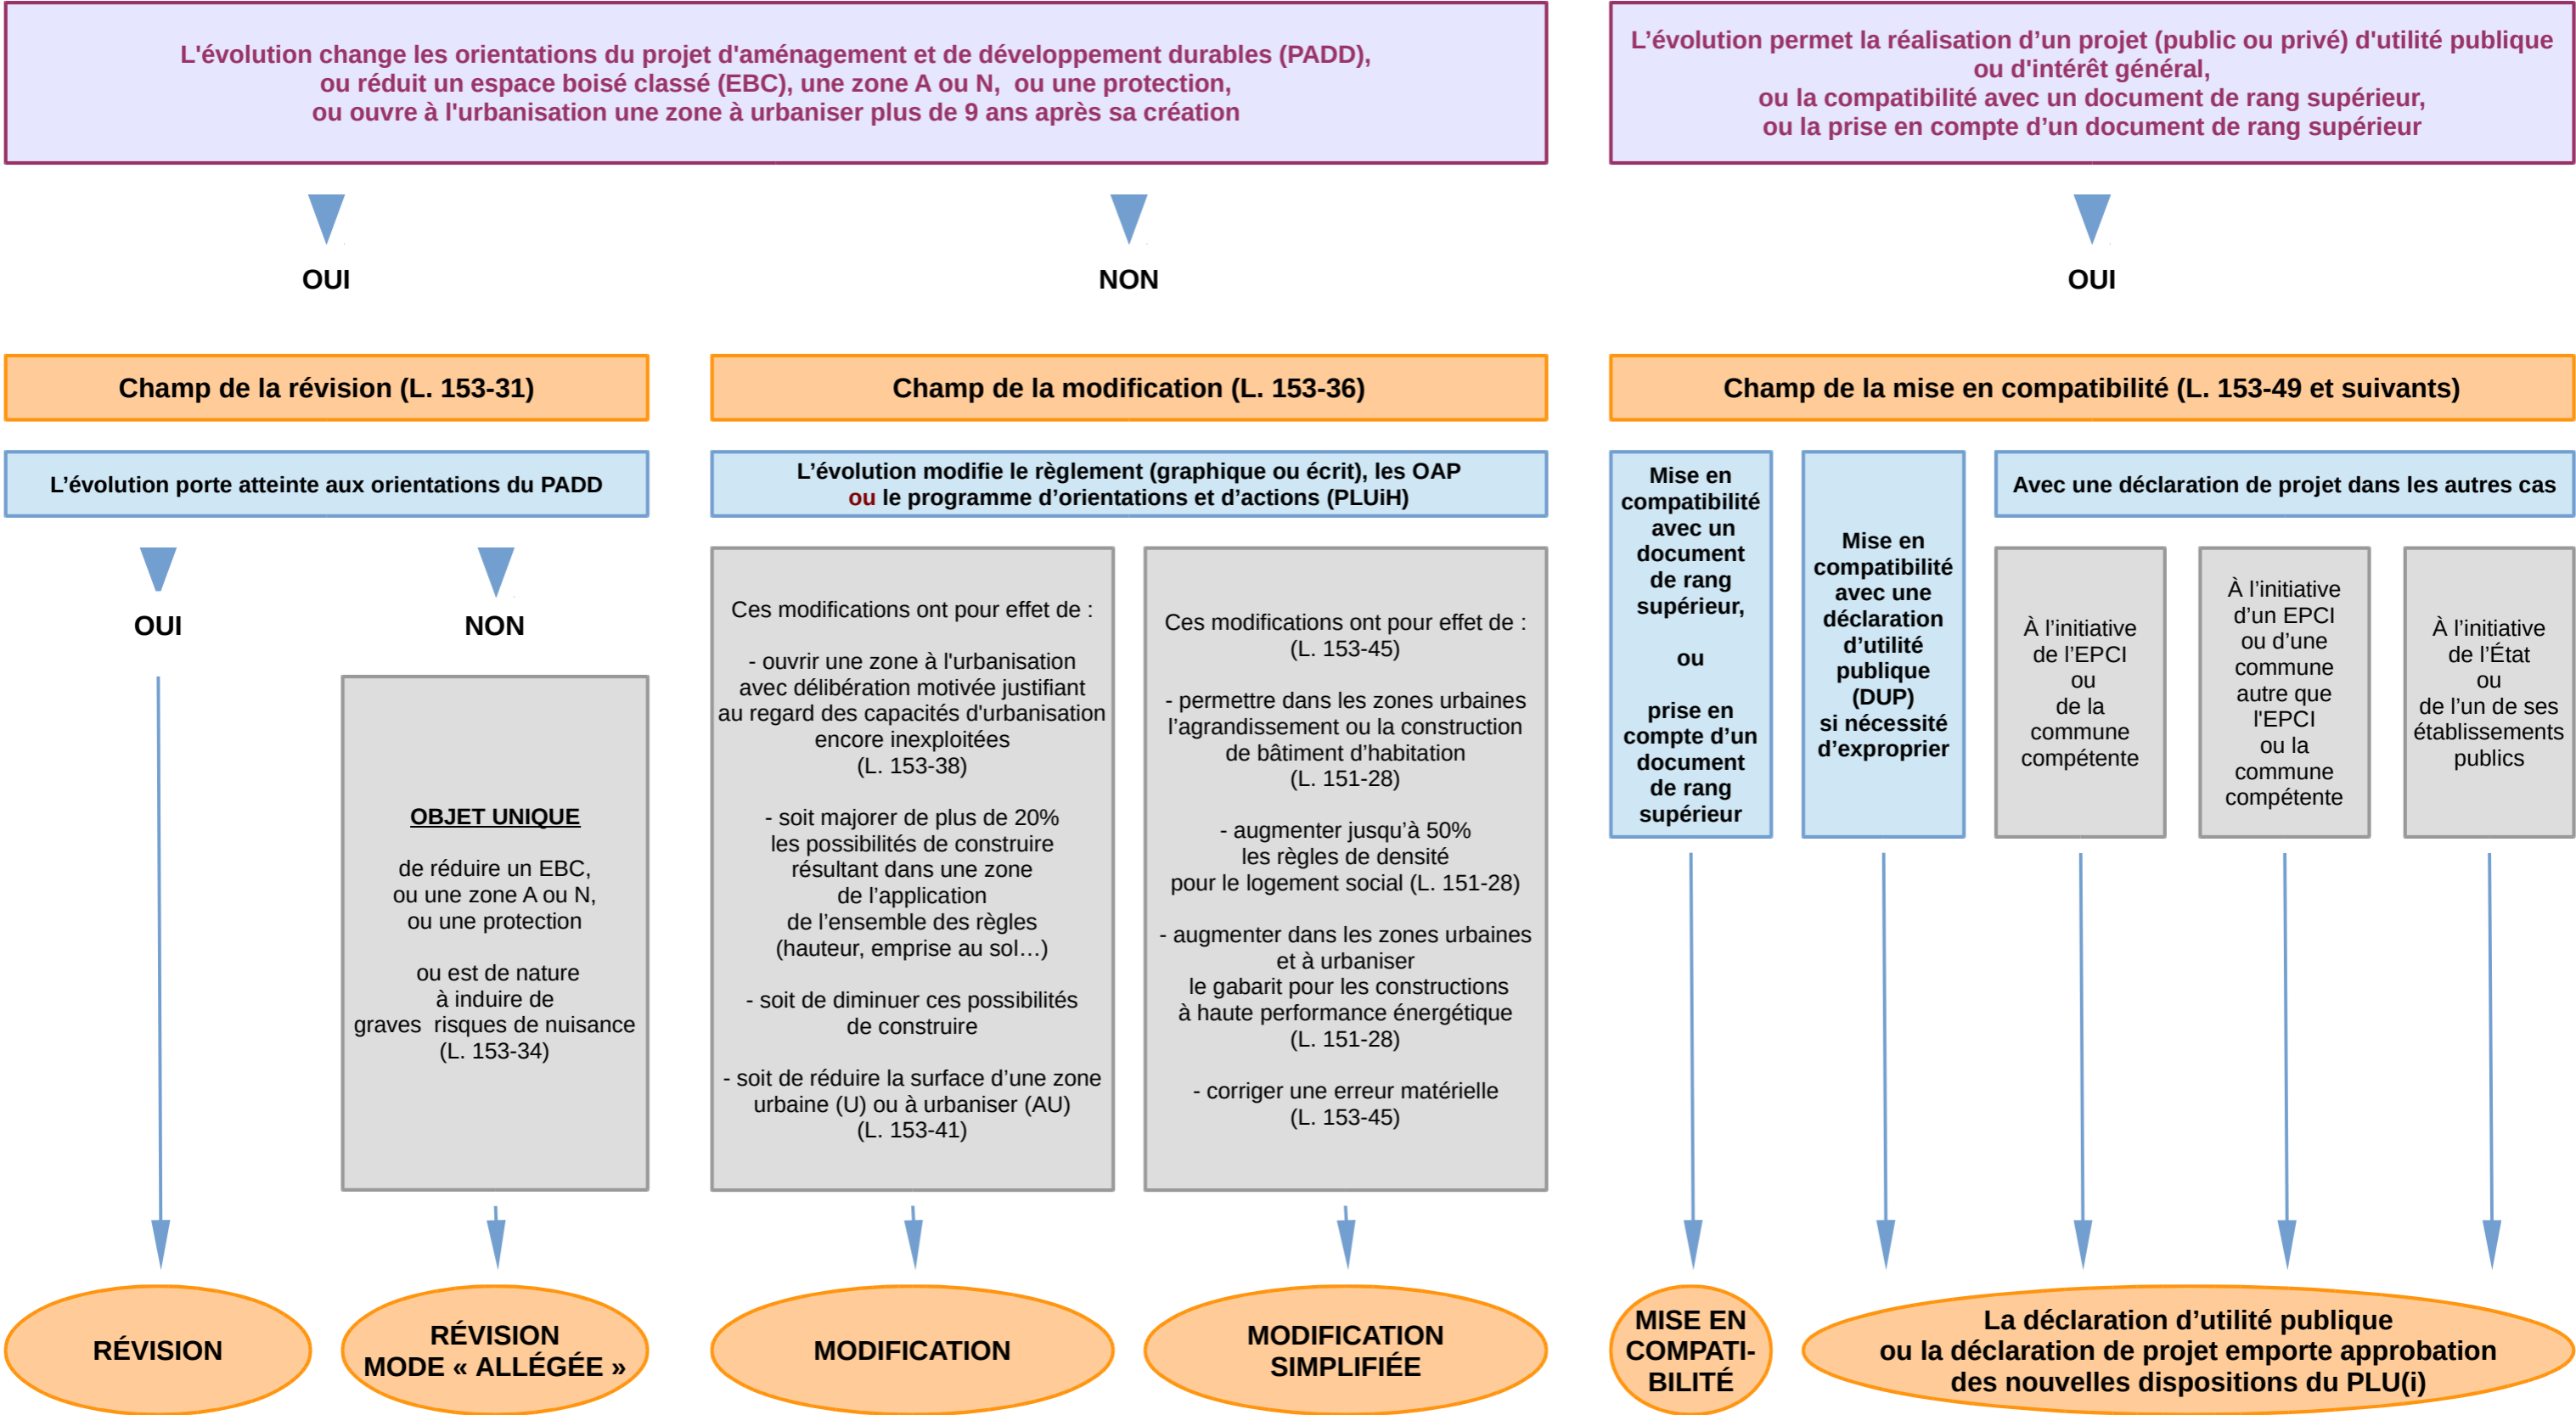 L'évolution change les orientations du projet d'aménagement et de développement durables (PADD),
ou réduit un espace boisé classé (EBC), une zone A ou N, ou une protection,
ou ouvre à l'urbanisation une zone à urbaniser plus de 9 ans après sa création
L’évolution permet la réalisation d’un projet (public ou privé) d'utilité publique
ou d'intérêt général,
ou la compatibilité avec un document de rang supérieur,
ou la prise en compte d’un document de rang supérieur
OUI
NON
OUI
Champ de la révision (L. 153-31)
Champ de la modification (L. 153-36)
Champ de la mise en compatibilité (L. 153-49 et suivants)
L’évolution porte atteinte aux orientations du PADD
OUI
NON
OBJET UNIQUE
de réduire un EBC,
ou une zone A ou N,
ou une protection
ou est de nature
à induire de
graves risques de nuisance
(L. 153-34)
L’évolution modifie le règlement (graphique ou écrit), les OAP
ou le programme d’orientations et d’actions (PLUiH)
Ces modifications ont pour effet de :
- ouvrir une zone à l'urbanisation
avec délibération motivée justifiant
au regard des capacités d'urbanisation
encore inexploitées
(L. 153-38)
- soit majorer de plus de 20%
les possibilités de construire
résultant dans une zone
de l’application
de l’ensemble des règles
(hauteur, emprise au sol…)
- soit de diminuer ces possibilités
de construire
- soit de réduire la surface d’une zone
urbaine (U) ou à urbaniser (AU)
(L. 153-41)
Ces modifications ont pour effet de :
(L. 153-45)
- permettre dans les zones urbaines
l’agrandissement ou la construction
de bâtiment d’habitation
(L. 151-28)
- augmenter jusqu’à 50%
les règles de densité
pour le logement social (L. 151-28)
- augmenter dans les zones urbaines
et à urbaniser
le gabarit pour les constructions
à haute performance énergétique
(L. 151-28)
- corriger une erreur matérielle
(L. 153-45)
Mise en
compatibilité
avec un
document
de rang
supérieur,
ou
prise en
compte d’un
document
de rang
supérieur
Mise en
compatibilité
avec une
déclaration
d’utilité
publique
(DUP)
si nécessité
d’exproprier
Avec une déclaration de projet dans les autres cas
À l’initiative
de l’EPCI
ou
de la
commune
compétente
À l’initiative
d’un EPCI
ou d’une
commune
autre que
l'EPCI
ou la
commune
compétente
À l’initiative
de l’État
ou
de l’un de ses
établissements
publics
RÉVISION
RÉVISION
MODE « ALLÉGÉE »
MODIFICATION
MODIFICATION
SIMPLIFIÉE
MISE EN
COMPATI-
BILITÉ
La déclaration d’utilité publique
ou la déclaration de projet emporte approbation
des nouvelles dispositions du PLU(i)